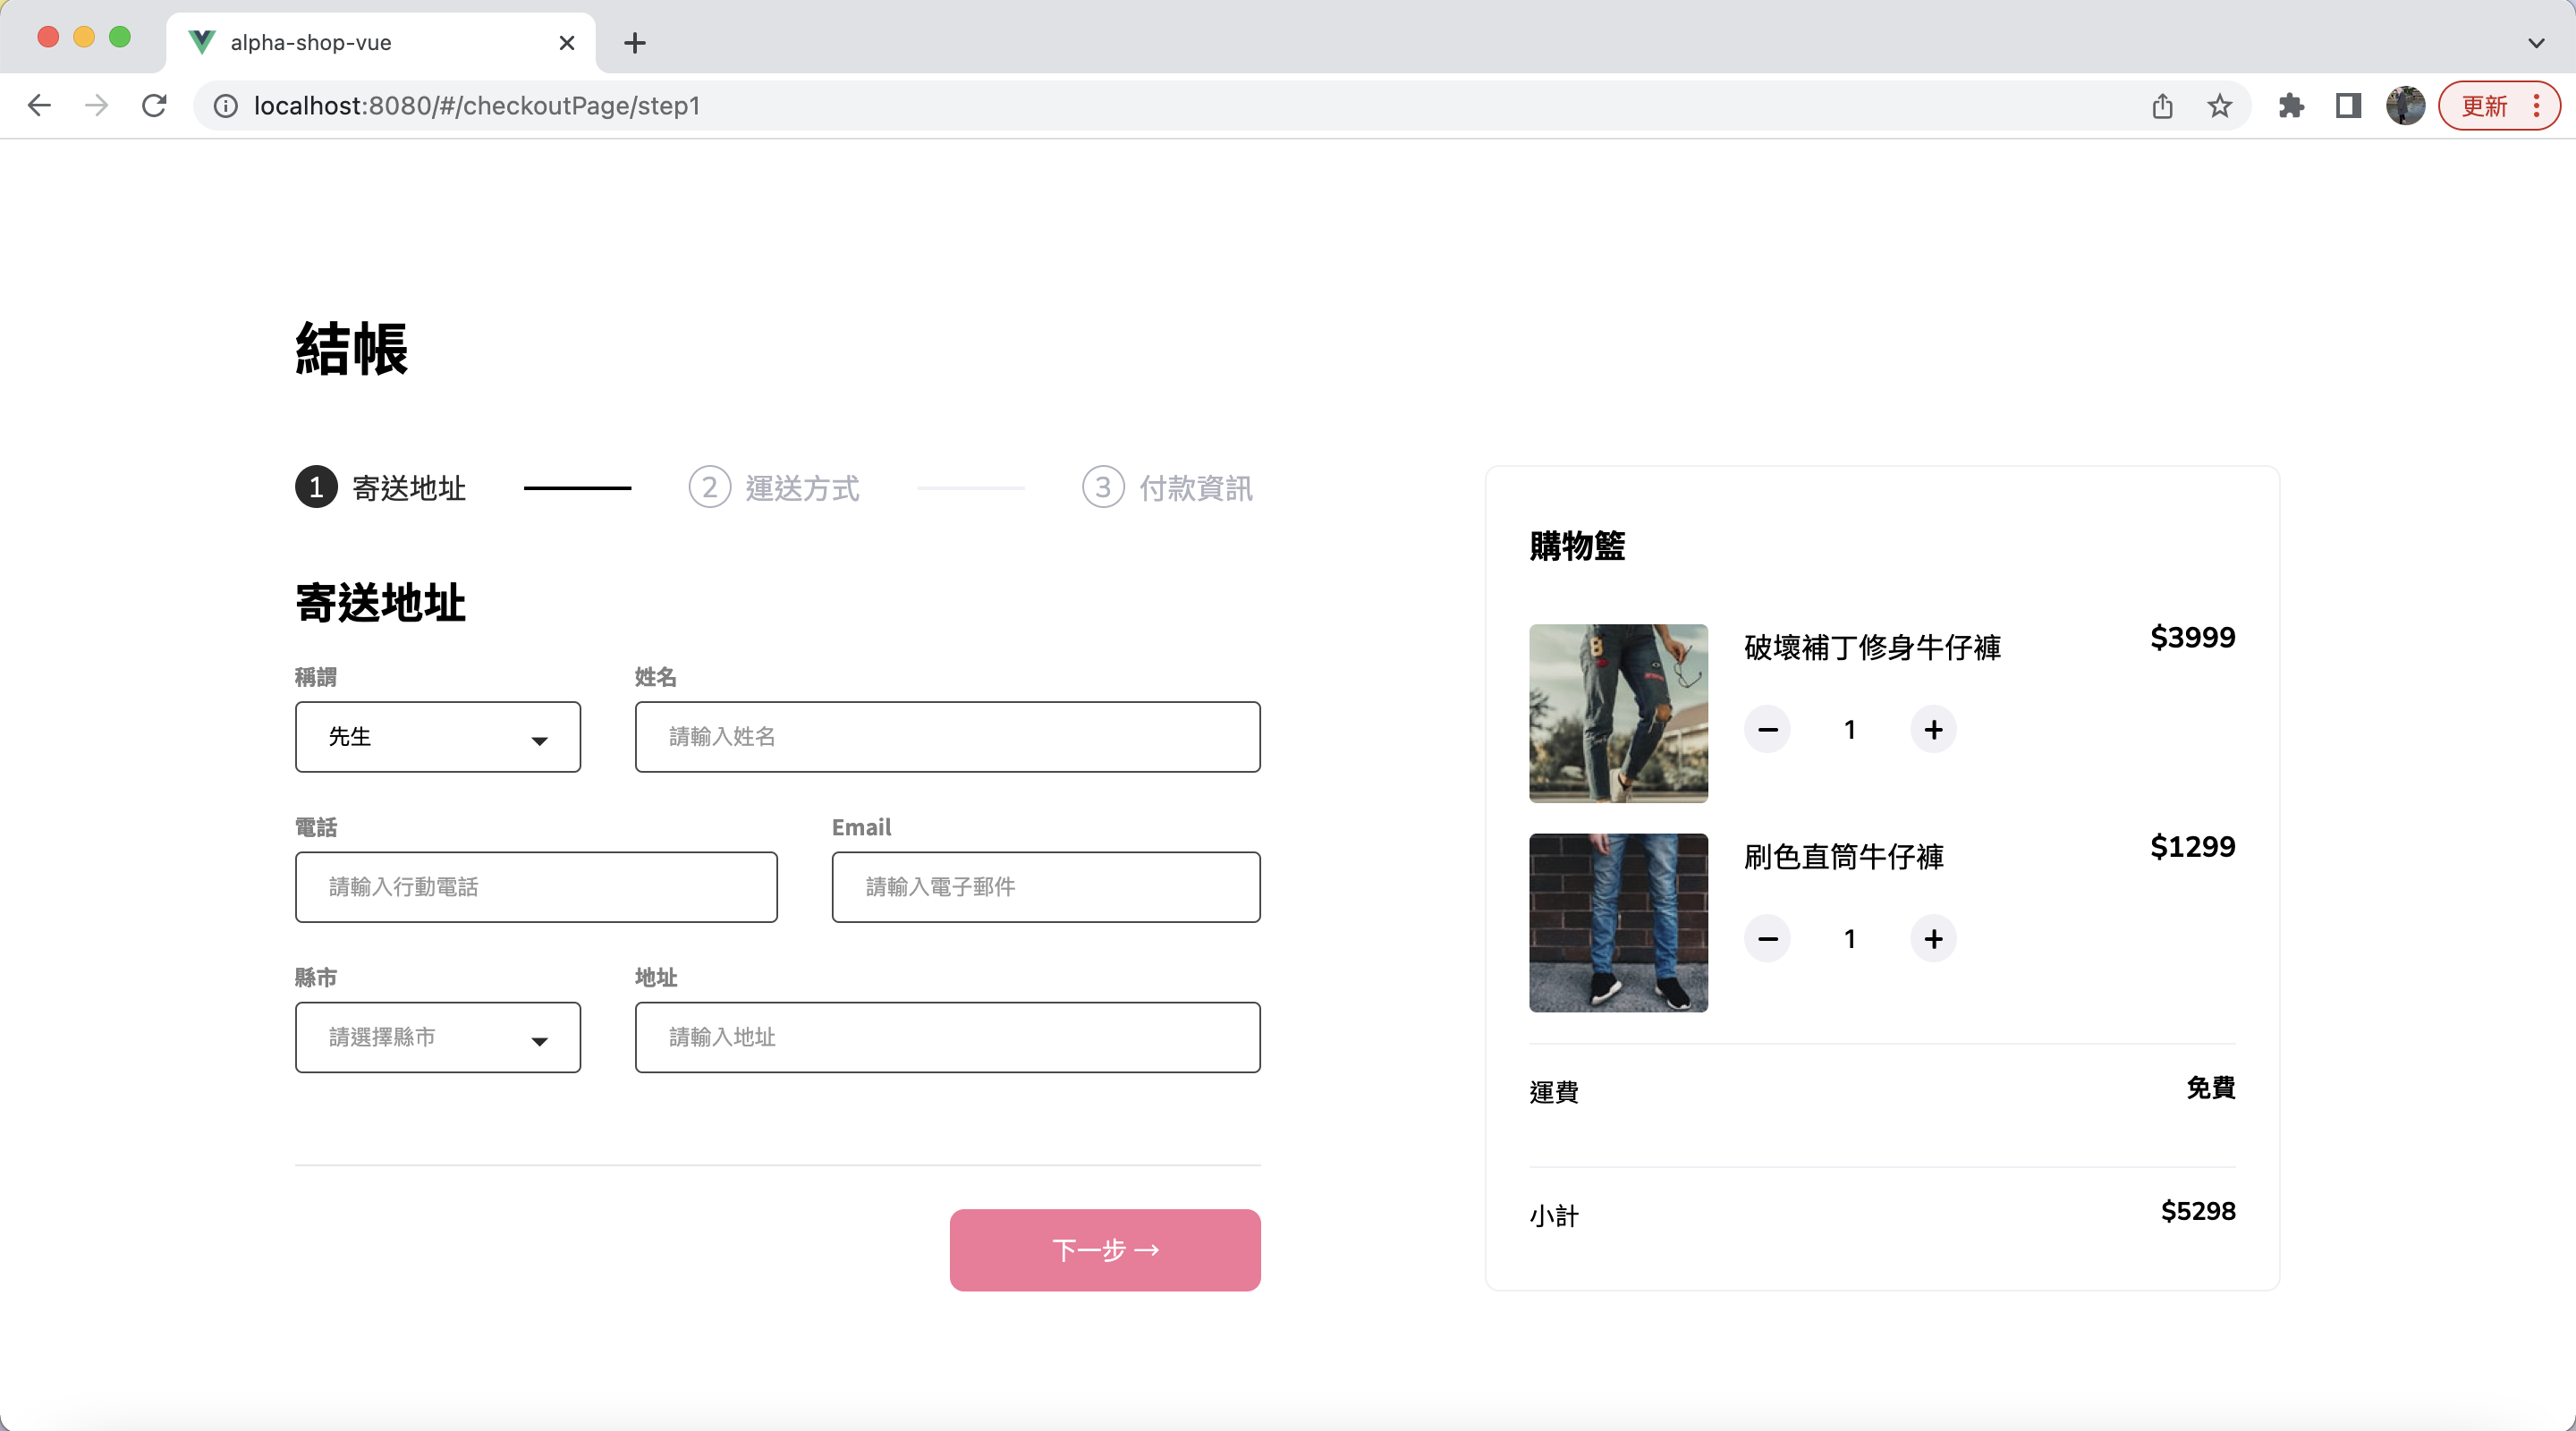 alpha-shop-vue
localhost:8080/#/checkoutPage/step1
更新
結帳
1 寄送地址
2 運送方式
3 付款資訊
寄送地址
稱謂
姓名
先生
請輸入姓名
電話
Email
請輸入行動電話
請輸入電子郵件
縣市
地址
請選擇縣市
請輸入地址
下一步 →
購物籃
破壞補丁修身牛仔褲
$3999
1
刷色直筒牛仔褲
$1299
1
運費
免費
小計
$5298